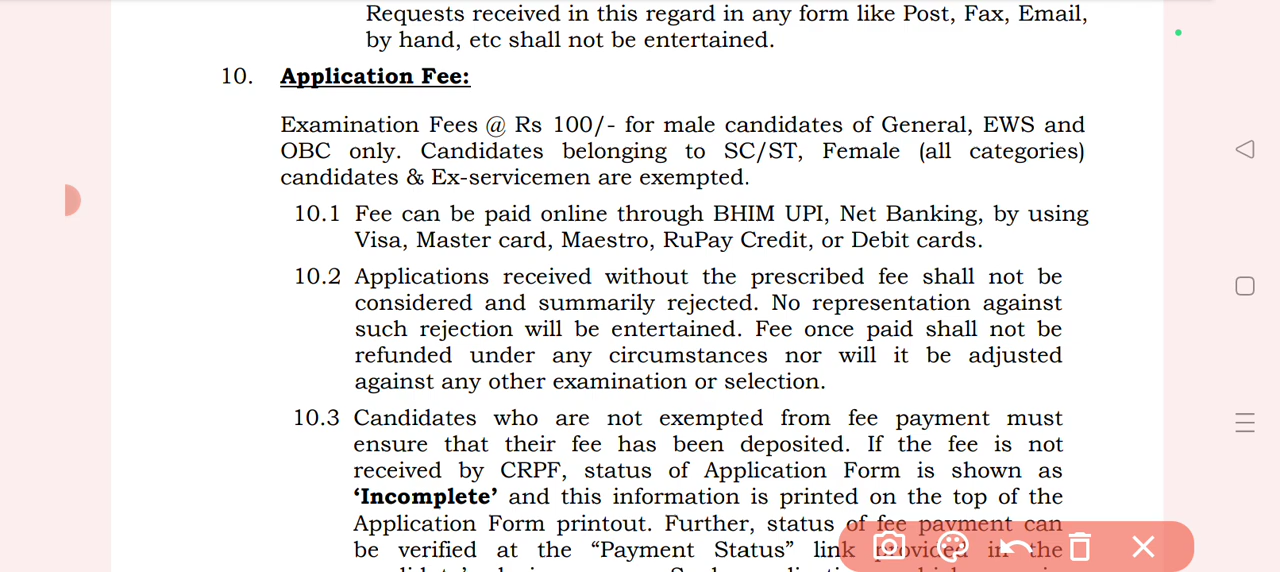 Requests received in this regard in any form like Post, Fax, Email,
by hand, etc shall not be entertained.
10. Application Fee:
Examination Fees @ Rs 100/- for male candidates of General, EWS and
OBC only. Candidates belonging to SC/ST, Female (all categories)
candidates & Ex-servicemen are exempted.
10.1 Fee can be paid online through BHIM UPI, Net Banking, by using
Visa, Master card, Maestro, RuPay Credit, or Debit cards.
10.2 Applications received without the prescribed fee shall not be
considered and summarily rejected. No representation against
such rejection will be entertained. Fee once paid shall not be
refunded under any circumstances nor will it be adjusted
against any other examination or selection.
10.3 Candidates who are not exempted from fee payment must
ensure that their fee has been deposited. If the fee is not
received by CRPF, status of Application Form is shown as
‘Incomplete’ and this information is printed on the top of the
Application Form printout. Further, status of fee payment can
be verified at the “Payment Status” link provided in the